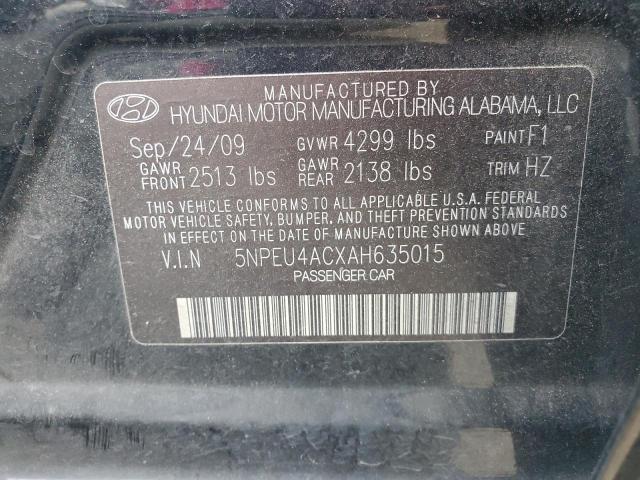 MANUFACTURED BY
HYUNDAI MOTOR MANUFACTURING ALABAMA, LLC
Sep/24/09 GVWR 4299 lbs PAINT F1
GAWR FRONT 2513 lbs GAWR REAR 2138 lbs TRIM HZ
THIS VEHICLE CONFORMS TO ALL APPLICABLE U.S.A. FEDERAL
MOTOR VEHICLE SAFETY, BUMPER, AND THEFT PREVENTION STANDARDS
IN EFFECT ON THE DATE OF MANUFACTURE SHOWN ABOVE.
V.I.N 5NPEU4ACXAH635015
PASSENGER CAR